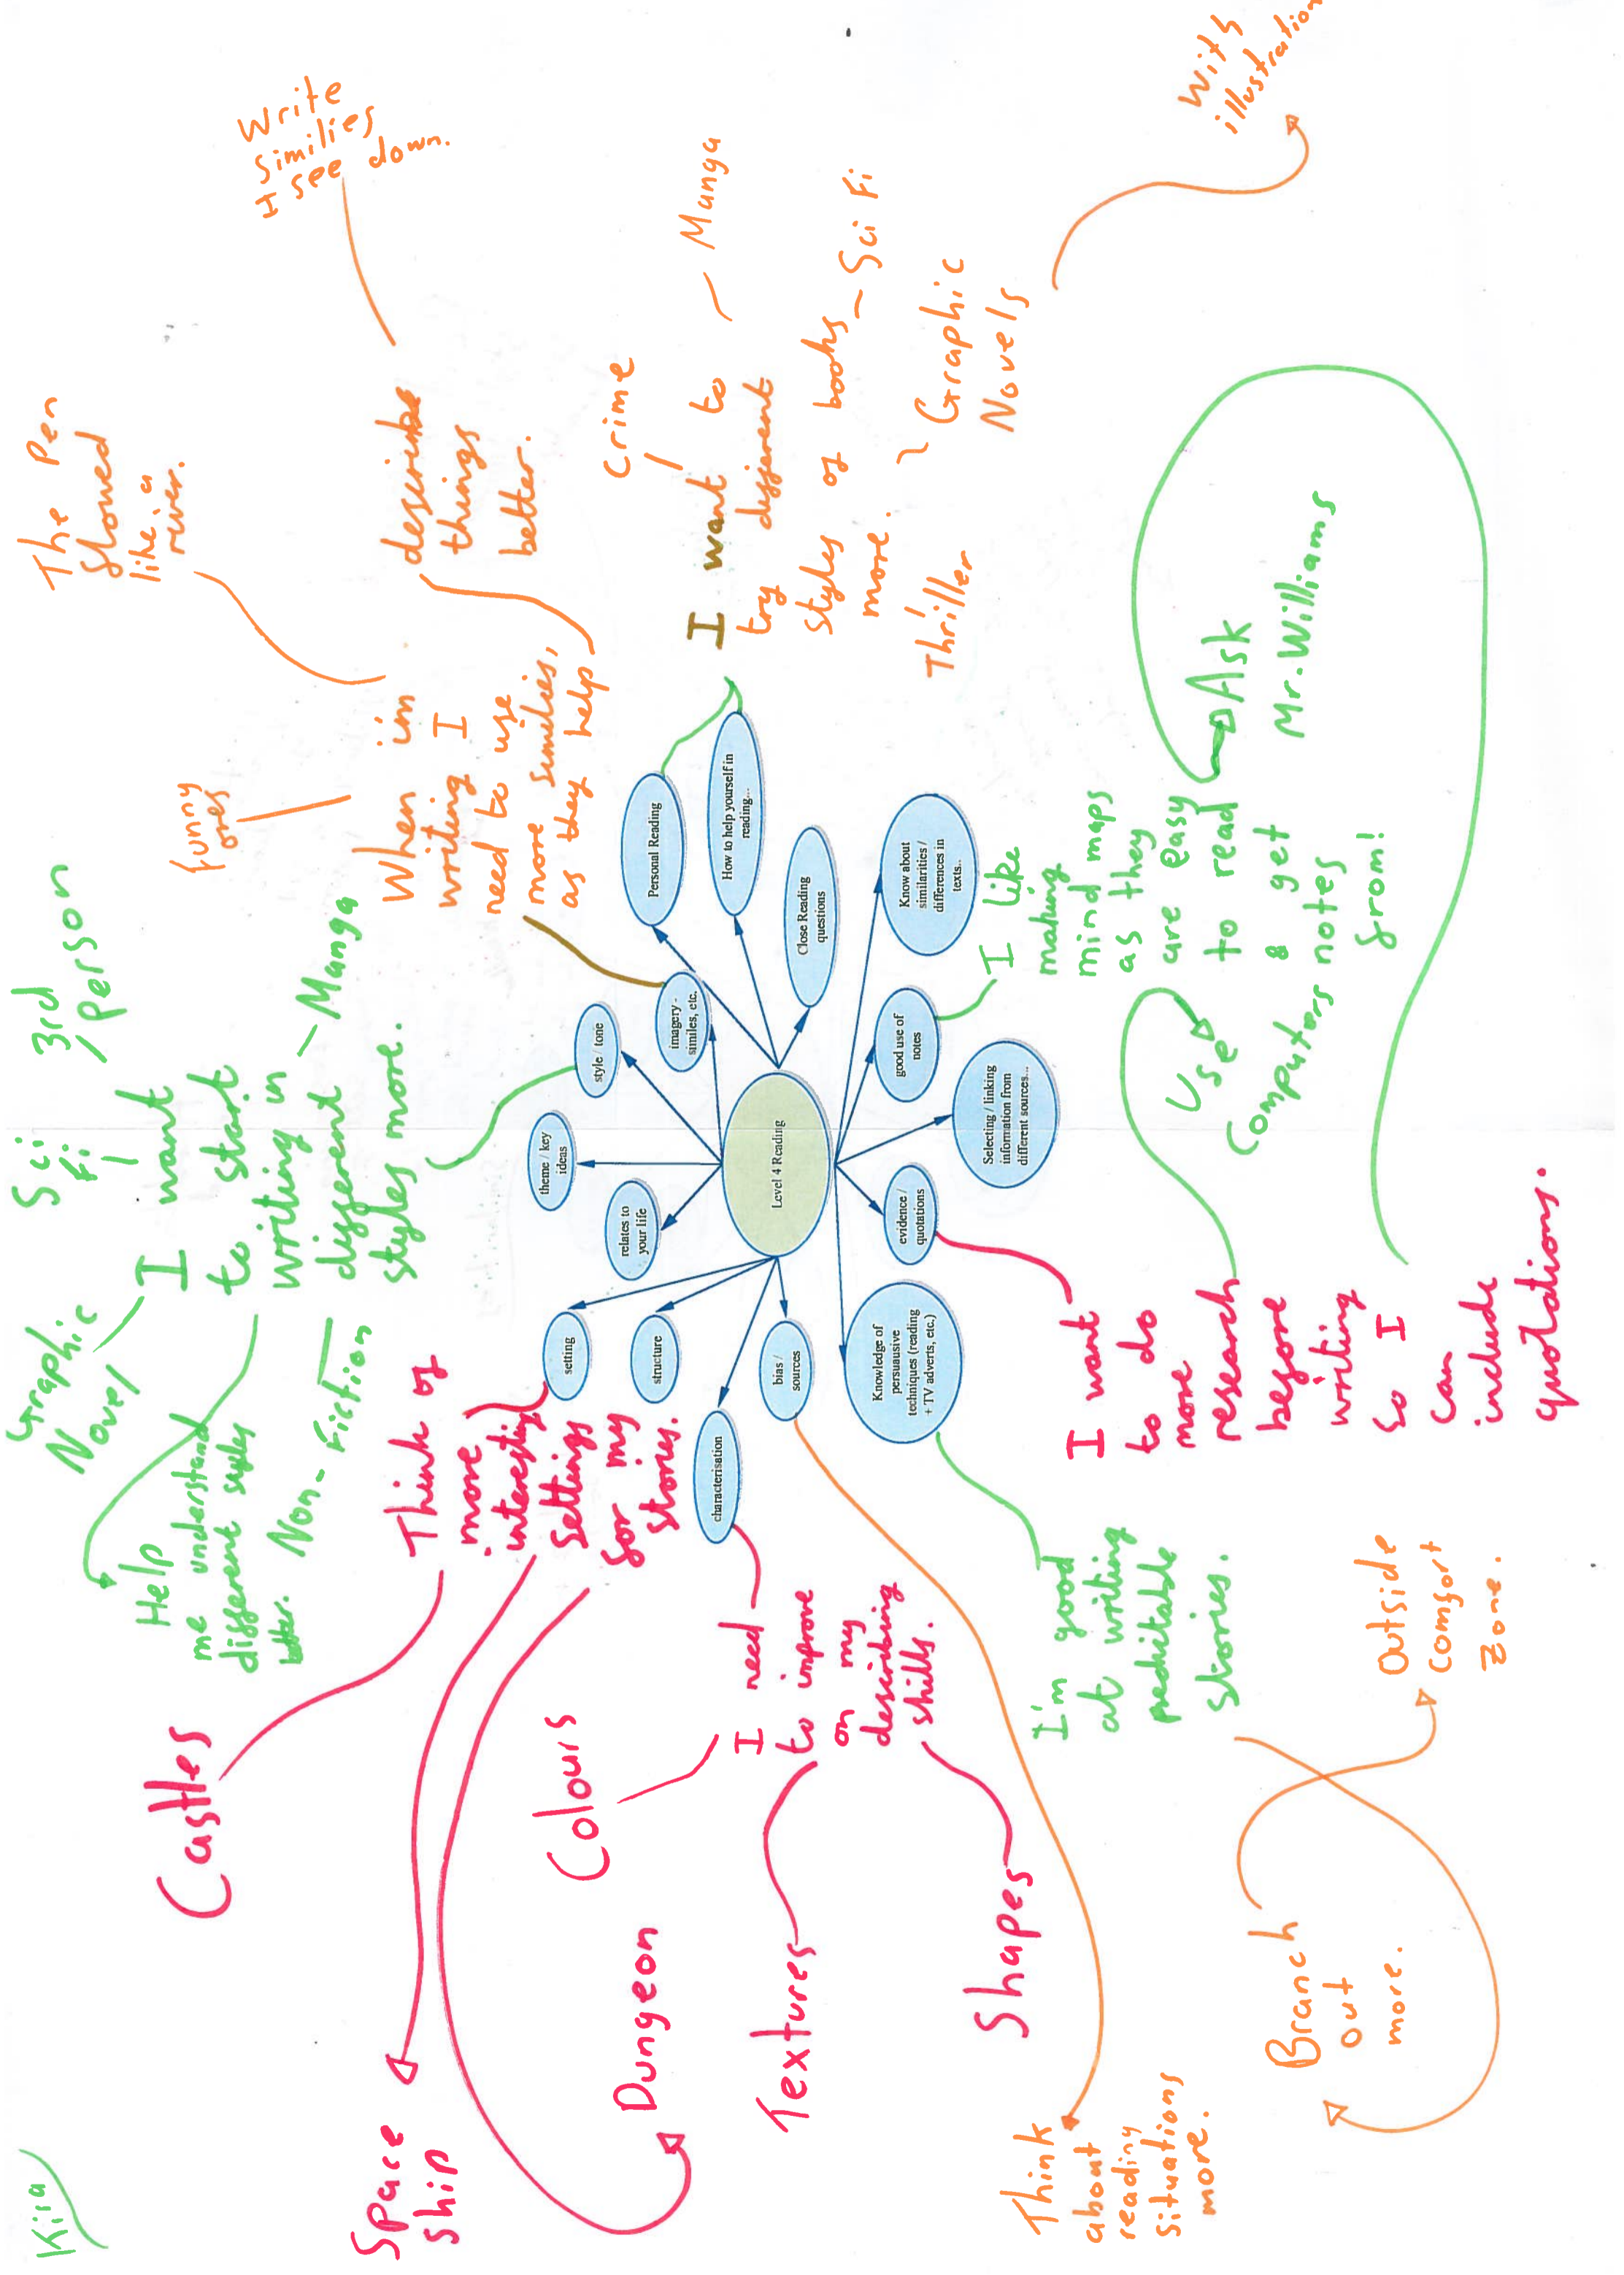 Kira
Graphic
Novel
Sci
Fi
3rd
person
I want
to start
writing in
different
styles more.
Manga
Help
me understand
different styles
better.
Non-Fiction
funny
ones
The Pen
flowed
like a
river.
Write
similies
see down.
When im
writing I
need to use
more similies,
as they help
describe
things
better.
Castles
Space
ship
Dungeon
Think of
more
interesting
settings
for my
stories.
Colours
Textures
Shapes
I need
to improve
on my
describing
skills.
characterisation
setting
structure
bias /
sources
relates to
your life
theme / key
ideas
style / tone
imagery -
similes, etc.
Personal Reading
How to help yourself in
reading...
Close Reading
questions
Level 4 Reading
Know about
similarities /
differences in
texts..
good use of
notes
Selecting / linking
information from
different sources...
evidence /
quotations
Knowledge of
persuausive
techniques (reading
+ TV adverts, etc.)
Crime
Manga
I want to
try different
styles of books
more.
Sci Fi
Thriller
Graphic
Novels
With
illustration
Think
about
reading
situations
more.
I'm good
at writing
preditable
stories.
Branch
out
more.
Outside
comfort
zone.
I want
to do
more
research
before
writing
so I
can
include
quotations.
Use
Computors
I like
making
mind maps
as they
are easy
to read
& get
notes
from!
Ask
Mr. Williams